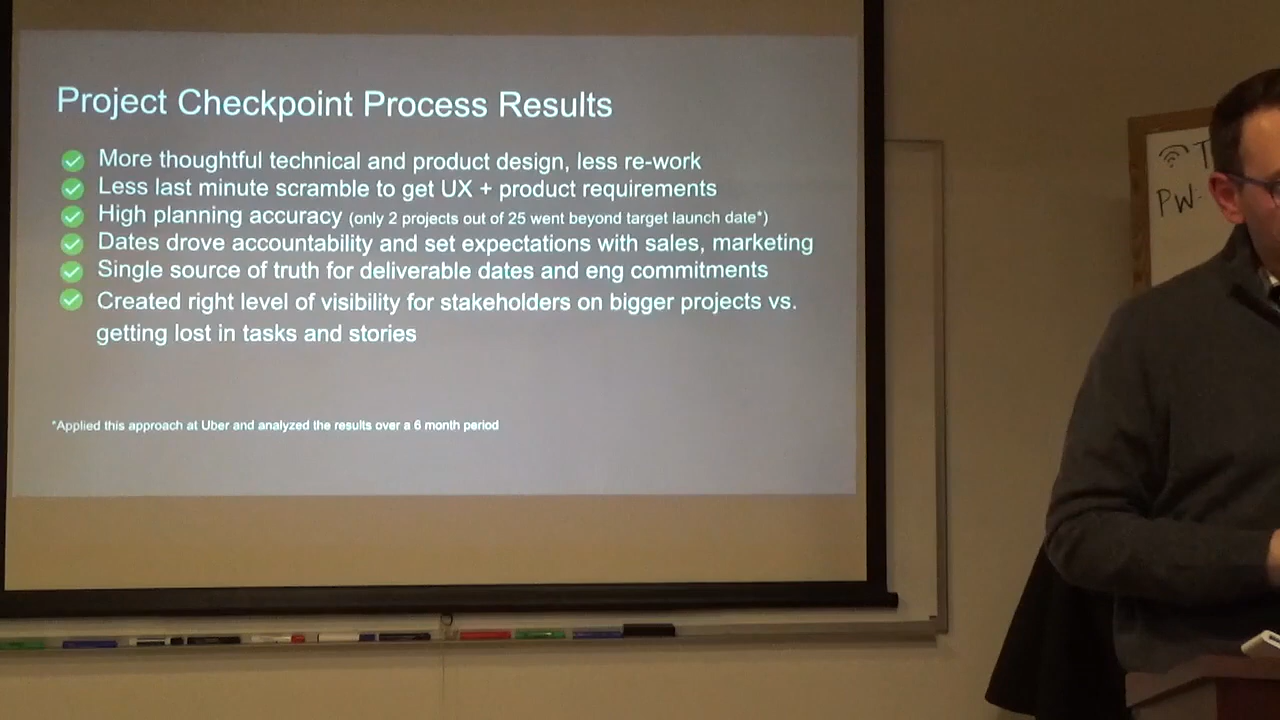 Project Checkpoint Process Results
More thoughtful technical and product design, less re-work
Less last minute scramble to get UX + product requirements
High planning accuracy (only 2 projects out of 25 went beyond target launch date*)
Dates drove accountability and set expectations with sales, marketing
Single source of truth for deliverable dates and eng commitments
Created right level of visibility for stakeholders on bigger projects vs.
getting lost in tasks and stories
*Applied this approach at Uber and analyzed the results over a 6 month period
PW: